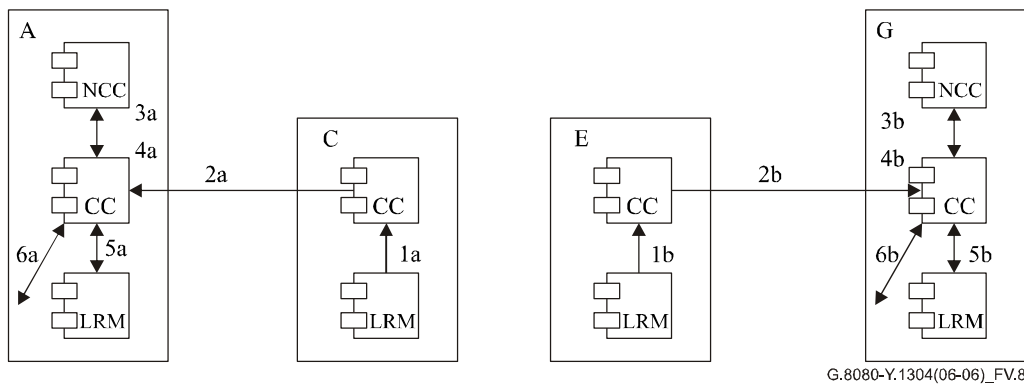 A
NCC
3a
4a
CC
6a
5a
LRM
C
2a
CC
1a
LRM
E
2b
CC
1b
LRM
G
NCC
3b
4b
CC
6b
5b
LRM
G.8080-Y.1304(06-06)_FV.8